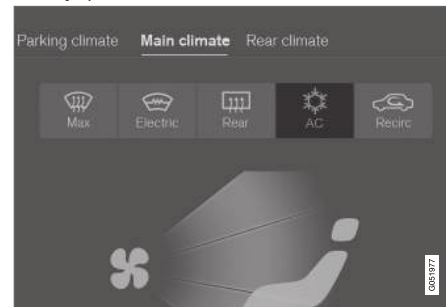 Parking climate Main climate Rear climate
Max Electric Rear AC Recirc
G051977